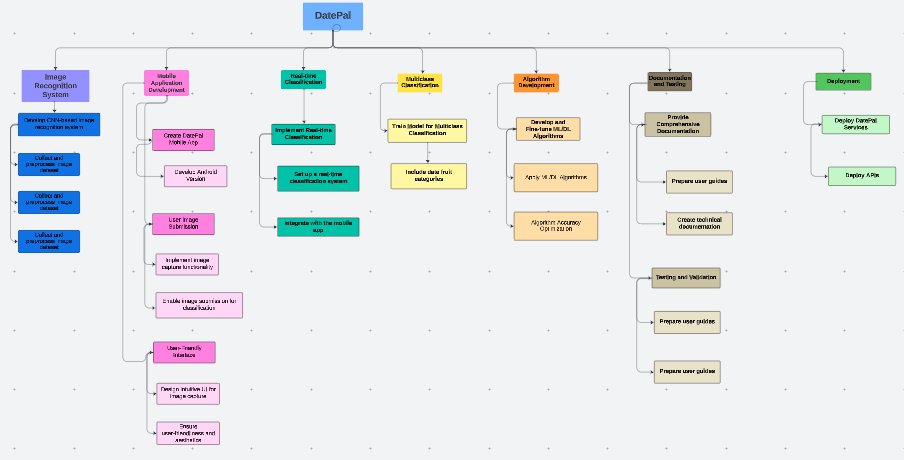 DatePal
Image
Recognition
System
Develop CNN-based image
recognition system
Collect and
preprocess image
dataset
Collect and
preprocess image
dataset
Collect and
preprocess image
dataset
Mobile
Application
Development
Create DatePal
Mobile App
Develop Android
Version
User Image
Submission
Implement image
capture functionality
Enable image submission for
classification
User-Friendly
Interface
Design intuitive UI for
image capture
Ensure
user-friendliness and
aesthetics
Real-time
Classification
Implement Real-time
Classification
Set up a real-time
classification system
Integrate with the mobile
app
Multiclass
Classification
Train Model for Multiclass
Classification
Include date fruit
categories
Algorithm
Development
Develop and
Fine-tune ML/DL
Algorithms
Apply ML/DL Algorithms
Algorithm Accuracy
Optimization
Documentation
and Testing
Provide
Comprehensive
Documentation
Prepare user guides
Create technical
documentation
Testing and Validation
Prepare user guides
Prepare user guides
Deployment
Deploy DatePal
Services
Deploy APIs